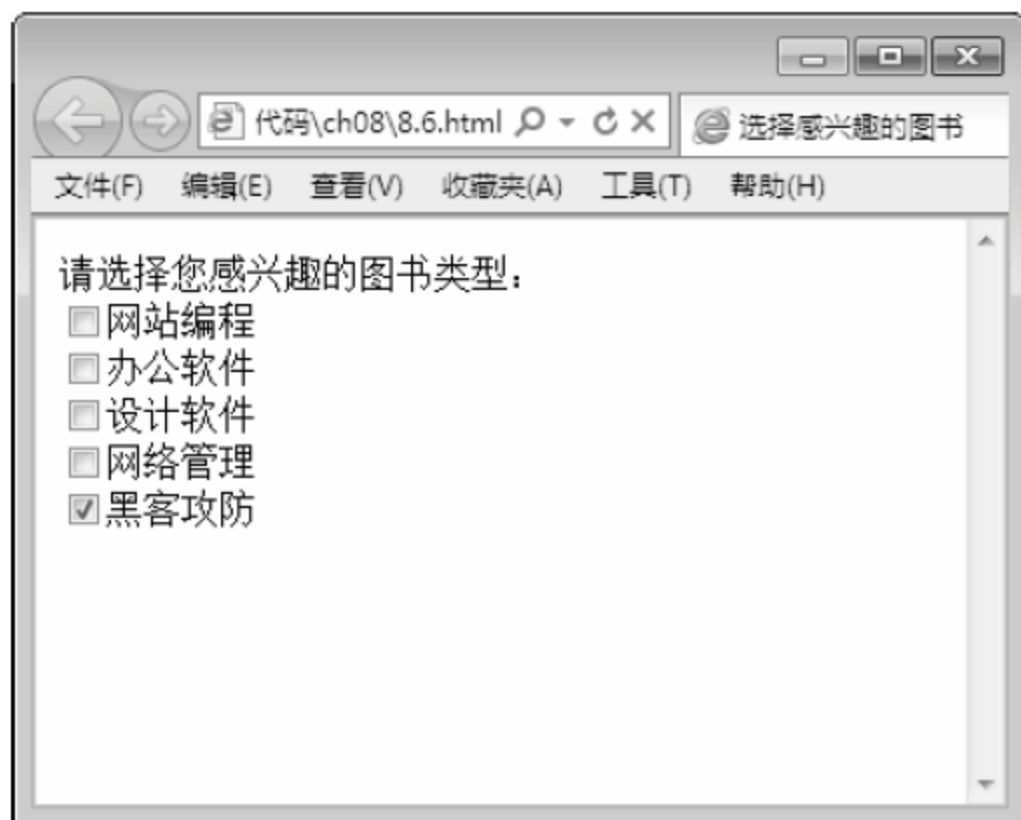 代码\ch08\8.6.html
选择感兴趣的图书
文件(F) 编辑(E) 查看(V) 收藏夹(A) 工具(T) 帮助(H)
请选择您感兴趣的图书类型：
网站编程
办公软件
设计软件
网络管理
黑客攻防